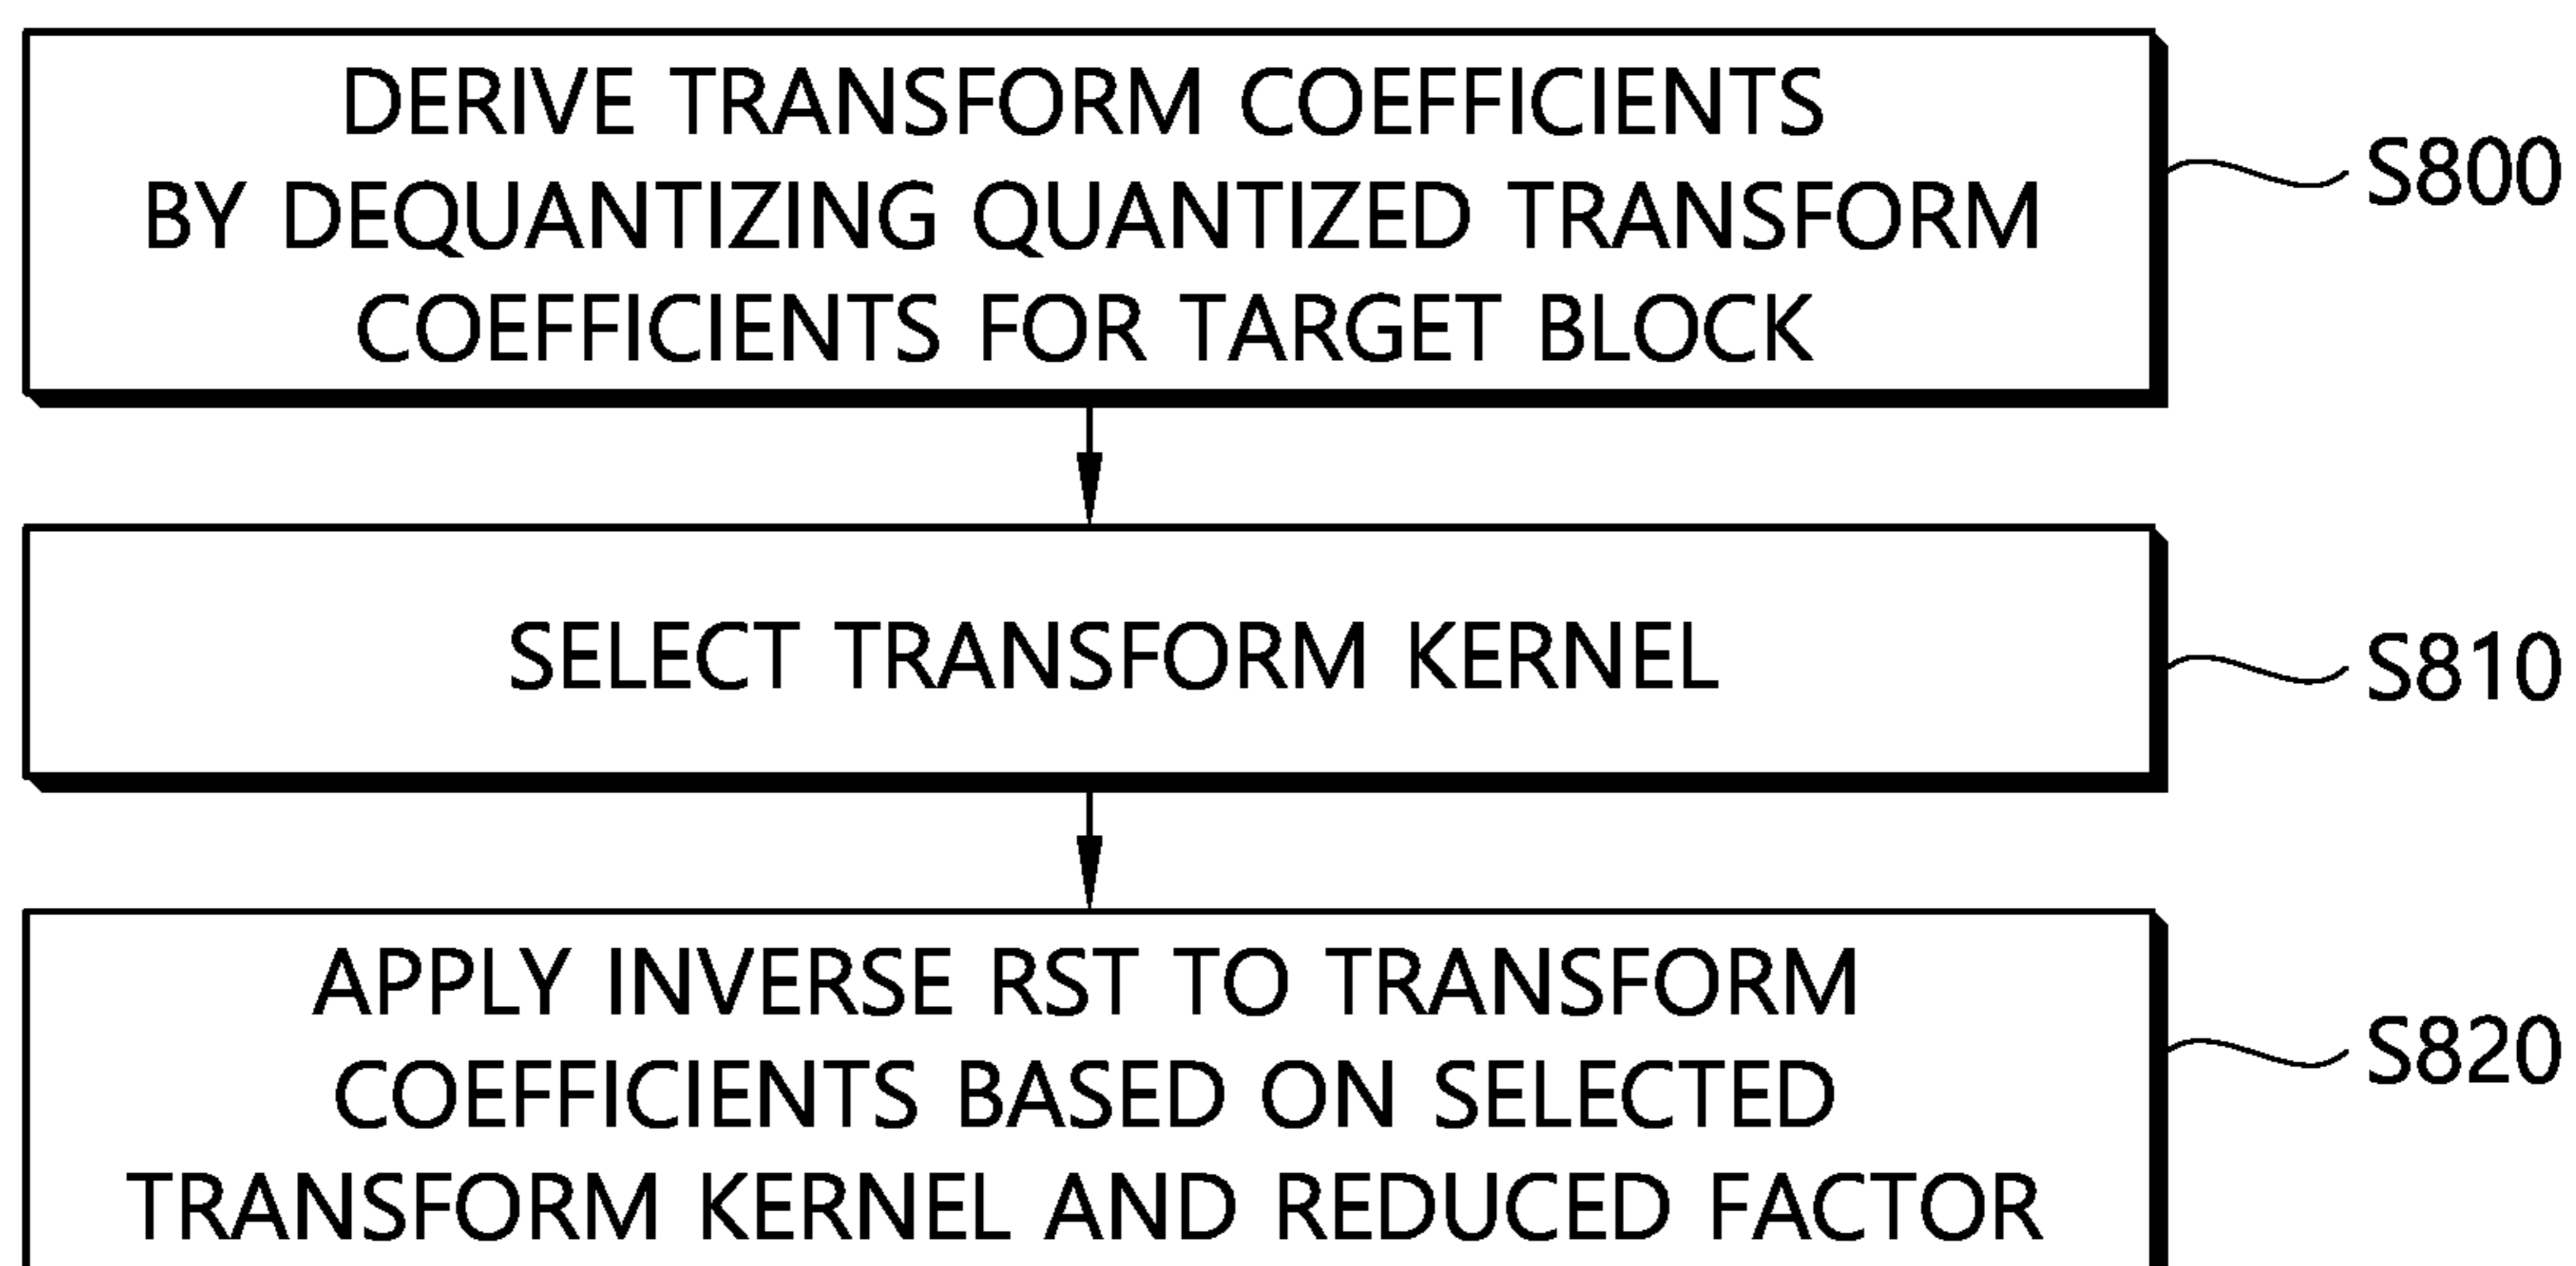 DERIVE TRANSFORM COEFFICIENTS
BY DEQUANTIZING QUANTIZED TRANSFORM
COEFFICIENTS FOR TARGET BLOCK
S800
SELECT TRANSFORM KERNEL
S810
APPLY INVERSE RST TO TRANSFORM
COEFFICIENTS BASED ON SELECTED
TRANSFORM KERNEL AND REDUCED FACTOR
S820